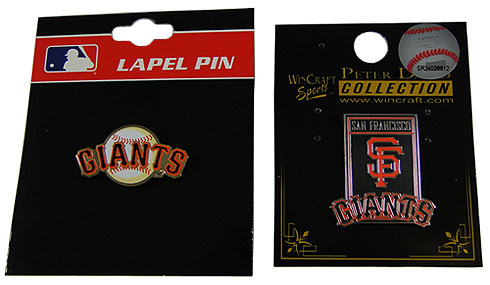 LAPEL PIN
GIANTS
WINCRAFT
Sports
PETER
COLLECTION
www.wincraft.com
SAN FRANCISCO
SF
GIANTS